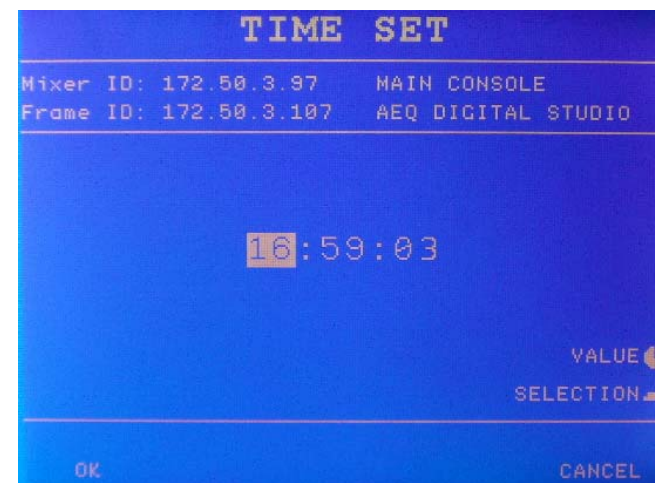 TIME SET
Mixer ID: 172.50.3.97 MAIN CONSOLE
Frame ID: 172.50.3.107 AEQ DIGITAL STUDIO
16:59:03
VALUE
SELECTION
OK CANCEL